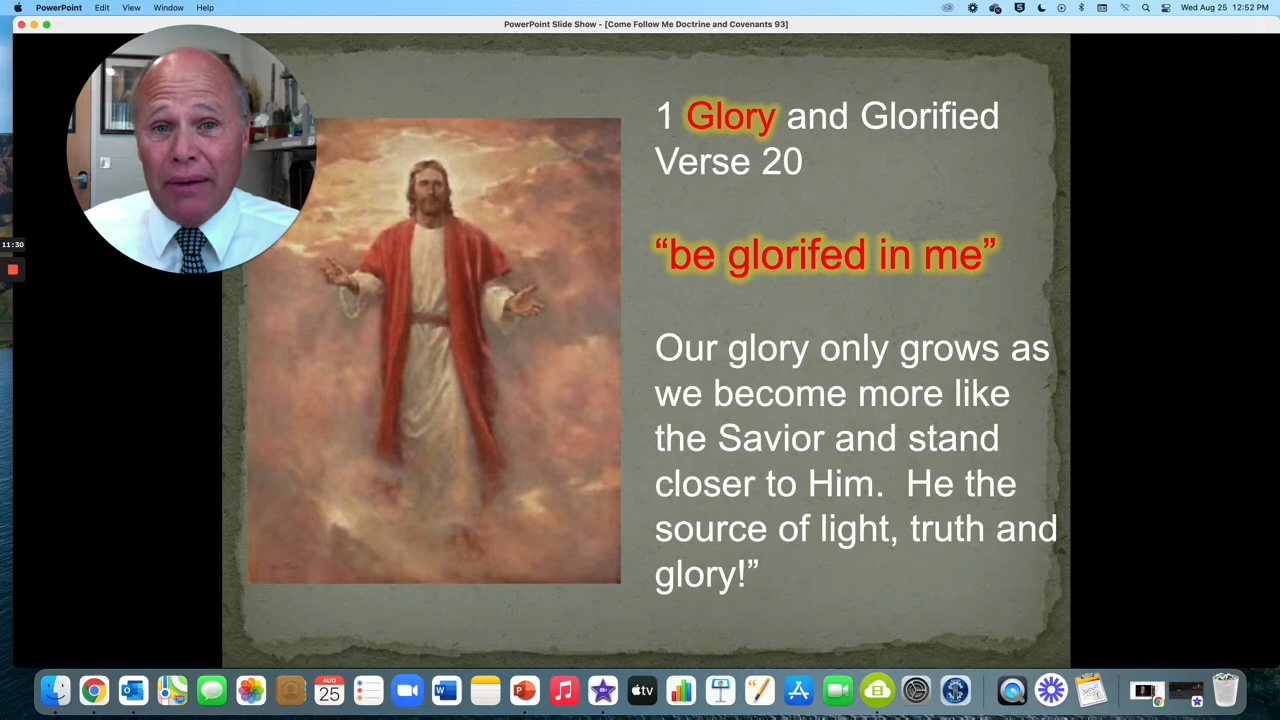 PowerPoint Edit View Window Help
Wed Aug 25 12:52 PM
PowerPoint Slide Show - [Come Follow Me Doctrine and Covenants 93]
1 Glory and Glorified
Verse 20
“be glorifed in me”
Our glory only grows as
we become more like
the Savior and stand
closer to Him. He the
source of light, truth and
glory!”
11:30
AUG
25
tv